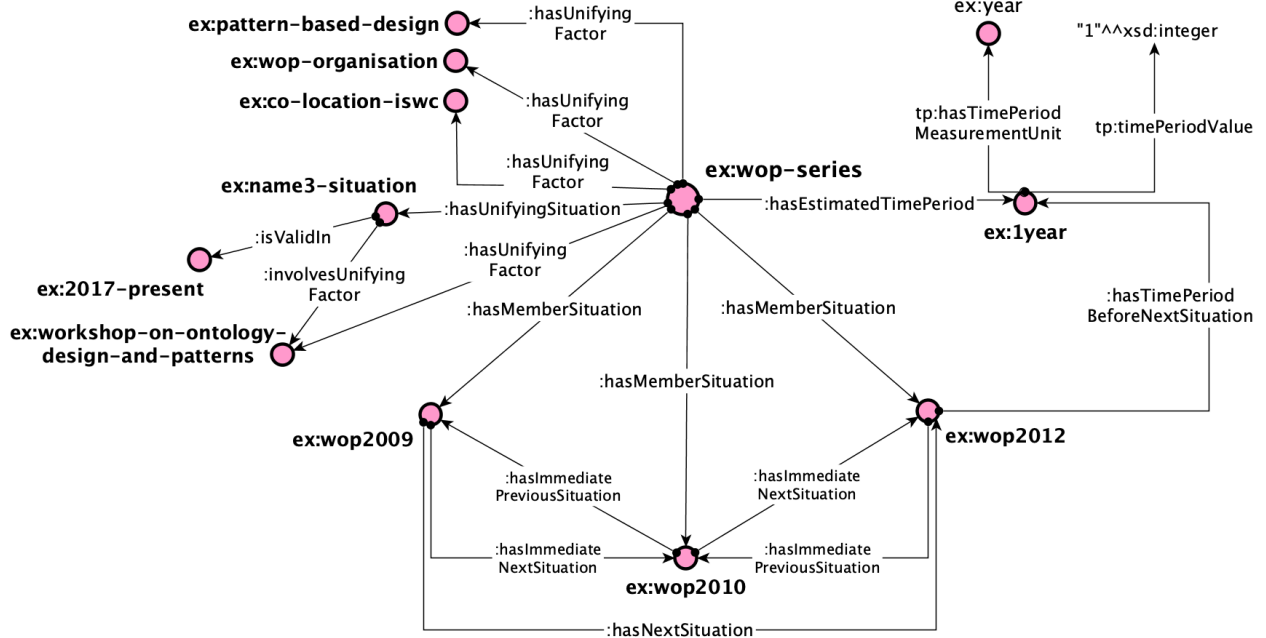 ex:year
ex:pattern-based-design
:hasUnifying
Factor
"1"^^xsd:integer
ex:wop-organisation
ex:co-location-iswc
:hasUnifying
Factor
tp:hasTimePeriod
MeasurementUnit
tp:timePeriodValue
:hasUnifying
Factor
ex:wop-series
ex:name3-situation
:hasUnifyingSituation
:hasEstimatedTimePeriod
ex:1year
:isValidIn
:hasUnifying
Factor
ex:2017-present
:involvesUnifying
Factor
:hasMemberSituation
:hasMemberSituation
:hasTimePeriod
BeforeNextSituation
ex:workshop-on-ontology-
design-and-patterns
:hasMemberSituation
ex:wop2009
ex:wop2012
:hasImmediate
PreviousSituation
:hasImmediate
NextSituation
:hasImmediate
NextSituation
:hasImmediate
PreviousSituation
ex:wop2010
:hasNextSituation